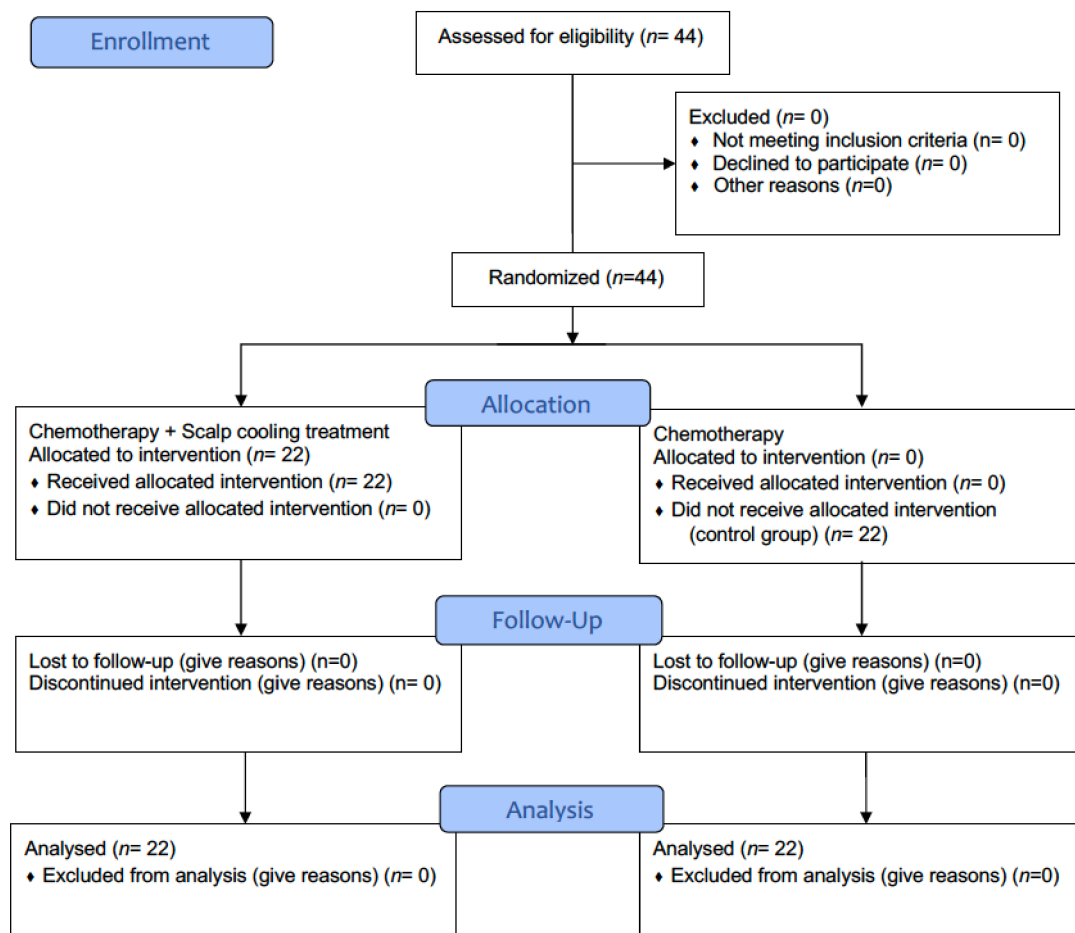 Enrollment
Assessed for eligibility (n= 44)
Excluded (n= 0)
♦ Not meeting inclusion criteria (n= 0)
♦ Declined to participate (n= 0)
♦ Other reasons (n=0)
Randomized (n=44)
Allocation
Chemotherapy + Scalp cooling treatment
Allocated to intervention (n= 22)
♦ Received allocated intervention (n= 22)
♦ Did not receive allocated intervention (n= 0)
Chemotherapy
Allocated to intervention (n= 0)
♦ Received allocated intervention (n= 0)
♦ Did not receive allocated intervention
(control group) (n= 22)
Follow-Up
Lost to follow-up (give reasons) (n=0)
Discontinued intervention (give reasons) (n= 0)
Lost to follow-up (give reasons) (n=0)
Discontinued intervention (give reasons) (n=0)
Analysis
Analysed (n= 22)
♦ Excluded from analysis (give reasons) (n= 0)
Analysed (n= 22)
♦ Excluded from analysis (give reasons) (n=0)